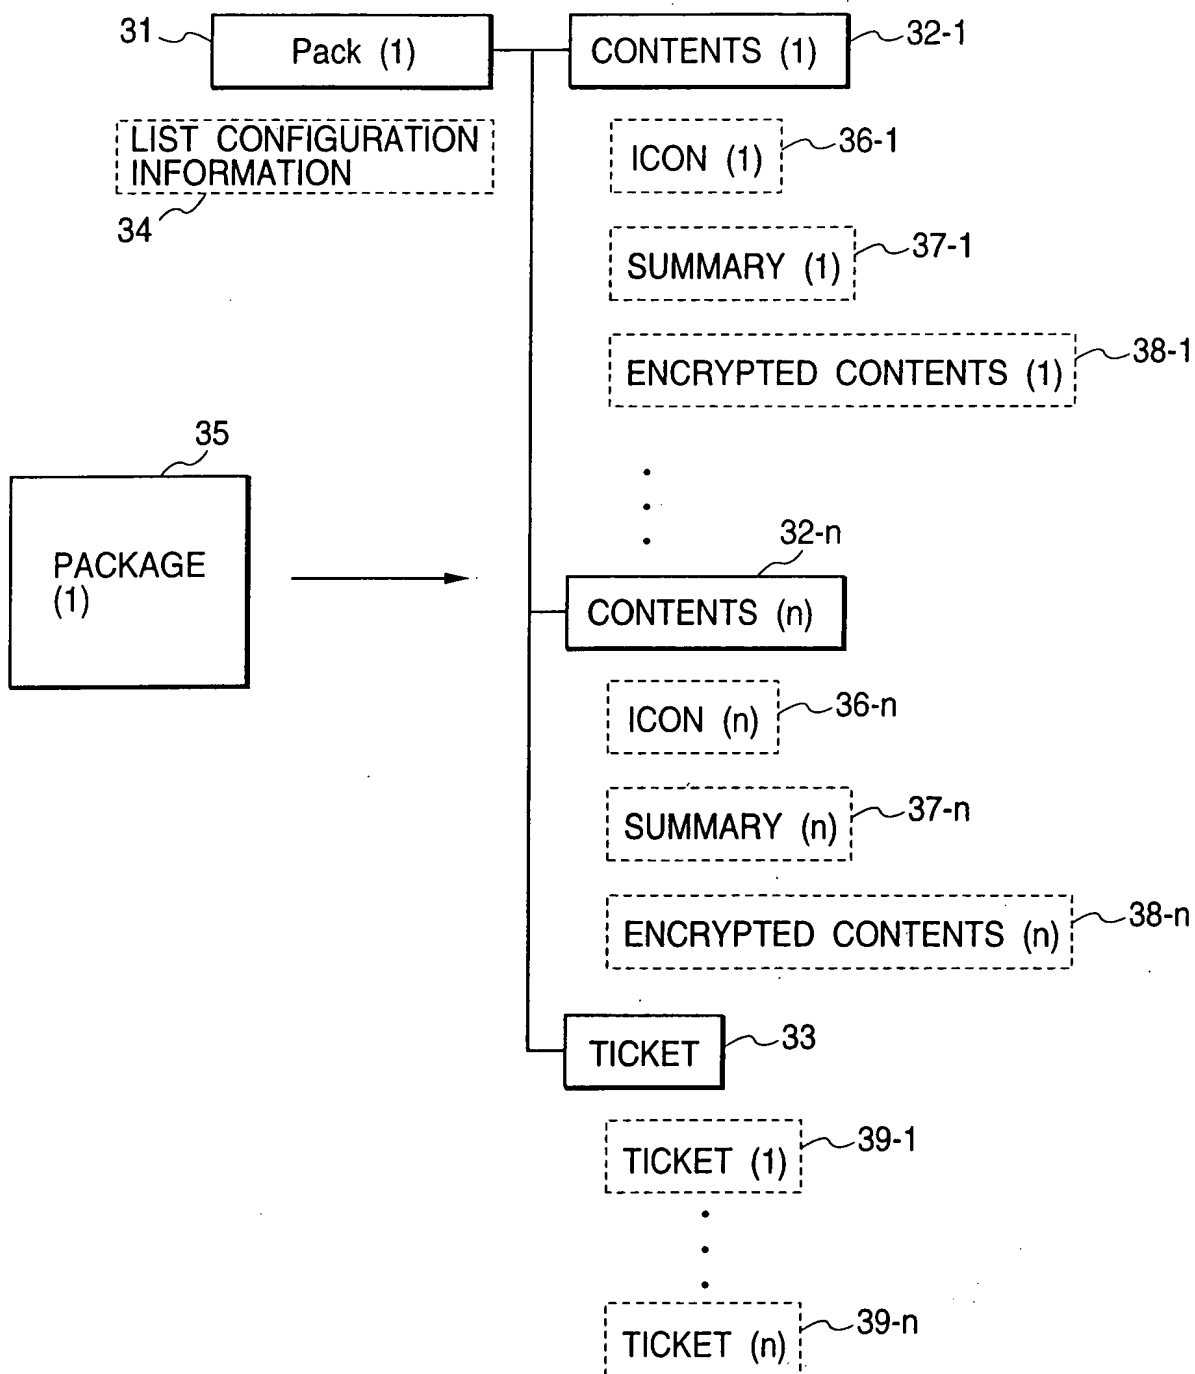 31
Pack (1)
CONTENTS (1)
32-1
LIST CONFIGURATION
INFORMATION
34
ICON (1)
36-1
SUMMARY (1)
37-1
ENCRYPTED CONTENTS (1)
38-1
35
PACKAGE
(1)
32-n
CONTENTS (n)
ICON (n)
36-n
SUMMARY (n)
37-n
ENCRYPTED CONTENTS (n)
38-n
TICKET
33
TICKET (1)
39-1
TICKET (n)
39-n